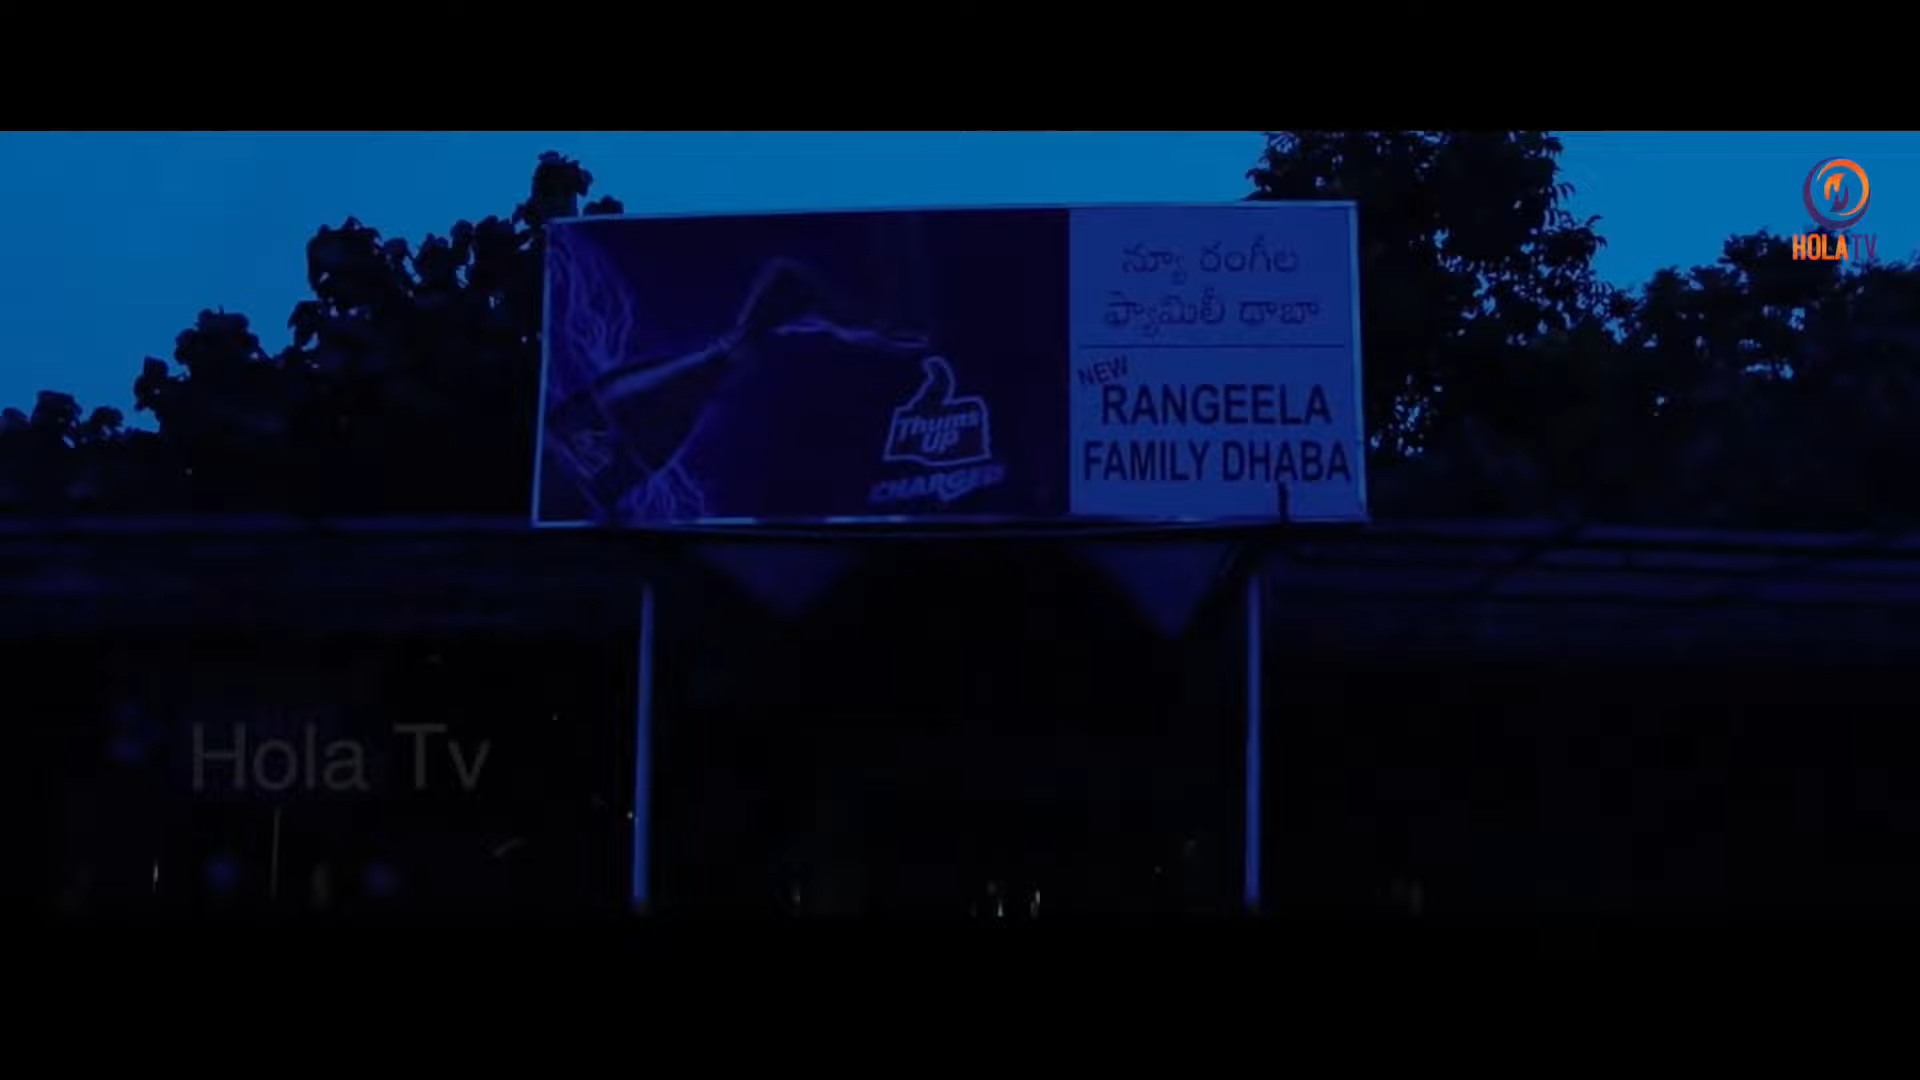 HOLA TV
న్యూ రంగీల
ఫ్యామిలీ డాబా
NEW
RANGEELA
FAMILY DHABA
Thums
UP
CHARGED
Hola Tv